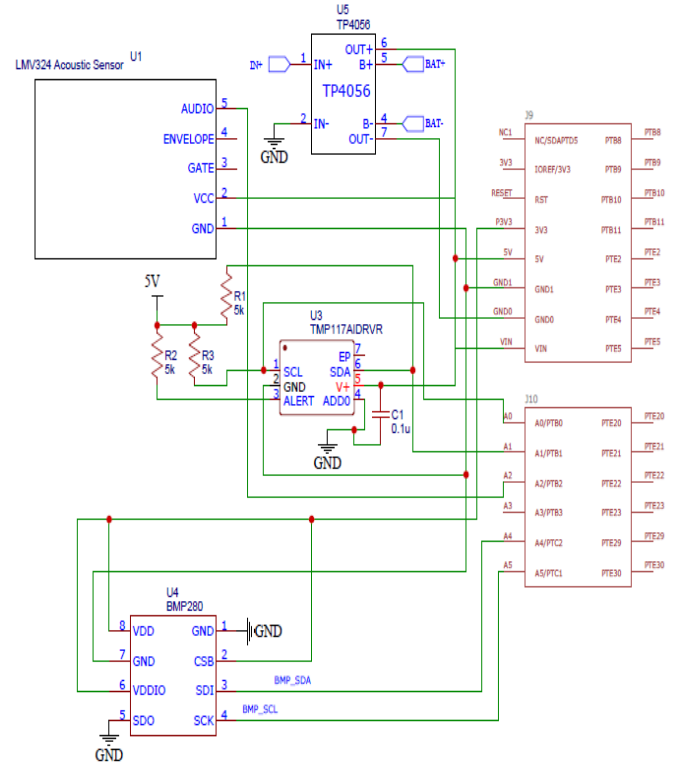 U5
TP4056
LMV324 Acoustic Sensor
U1
OUT+ 6
B+ 5 BAT+
IN+ 1 IN+
TP4056
2 IN-
B- 4 BAT-
OUT- 7
GND
AUDIO 5
ENVELOPE 4
GATE 3
VCC 2
GND 1
J9
NC1 NC/SDAPTD5 PTB8 PTB8
3V3 IOREF/3V3 PTB9 PTB9
RESET RST PTB10 PTB10
P3V3 3V3 PTB11 PTB11
5V 5V PTE2 PTE2
GND1 GND1 PTE3 PTE3
GND0 GND0 PTE4 PTE4
VIN VIN PTE5 PTE5
5V
R1
5k
R2
5k
R3
5k
U3
TMP117AIDRVR
EP 7
1 SCL SDA 6
2 GND V+ 5
3 ALERT ADD0 4
C1
0.1u
GND
J10
A0 A0/PTB0 PTE20 PTE20
A1 A1/PTB1 PTE21 PTE21
A2 A2/PTB2 PTE22 PTE22
A3 A3/PTB3 PTE23 PTE23
A4 A4/PTC2 PTE29 PTE29
A5 A5/PTC1 PTE30 PTE30
U4
BMP280
8 VDD GND 1 GND
7 GND CSB 2
6 VDDIO SDI 3 BMP_SDA
5 SDO SCK 4 BMP_SCL
GND